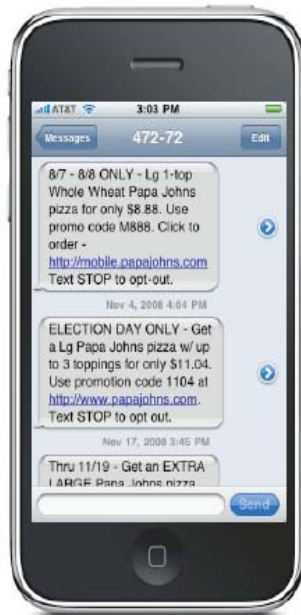 AT&T 3:03 PM
Messages 472-72 Edit
8/7 - 8/8 ONLY - Lg 1-top
Whole Wheat Papa Johns
pizza for only $8.88. Use
promo code M888. Click to
order -
http://mobile.papajohns.com
Text STOP to opt-out.
Nov 4, 2008 4:04 PM
ELECTION DAY ONLY - Get
a Lg Papa Johns pizza w/ up
to 3 toppings for only $11.04.
Use promotion code 1104 at
http://www.papajohns.com.
Text STOP to opt out.
Nov 17, 2008 3:45 PM
Thru 11/19 - Get an EXTRA
LARGE Papa Johns pizza
Send